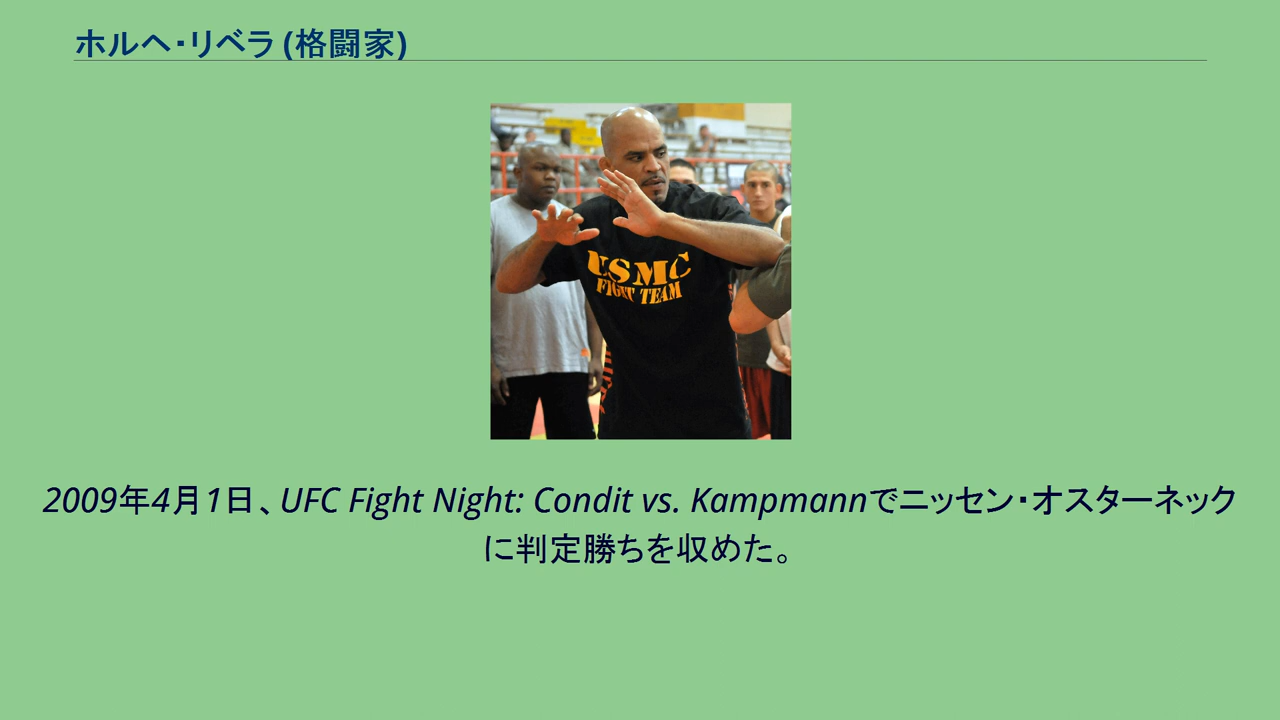 ホルヘ・リベラ (格闘家)
USMC
FIGHT TEAM
2009年4月1日、UFC Fight Night: Condit vs. Kampmannでニッセン・オスターネック
に判定勝ちを収めた。